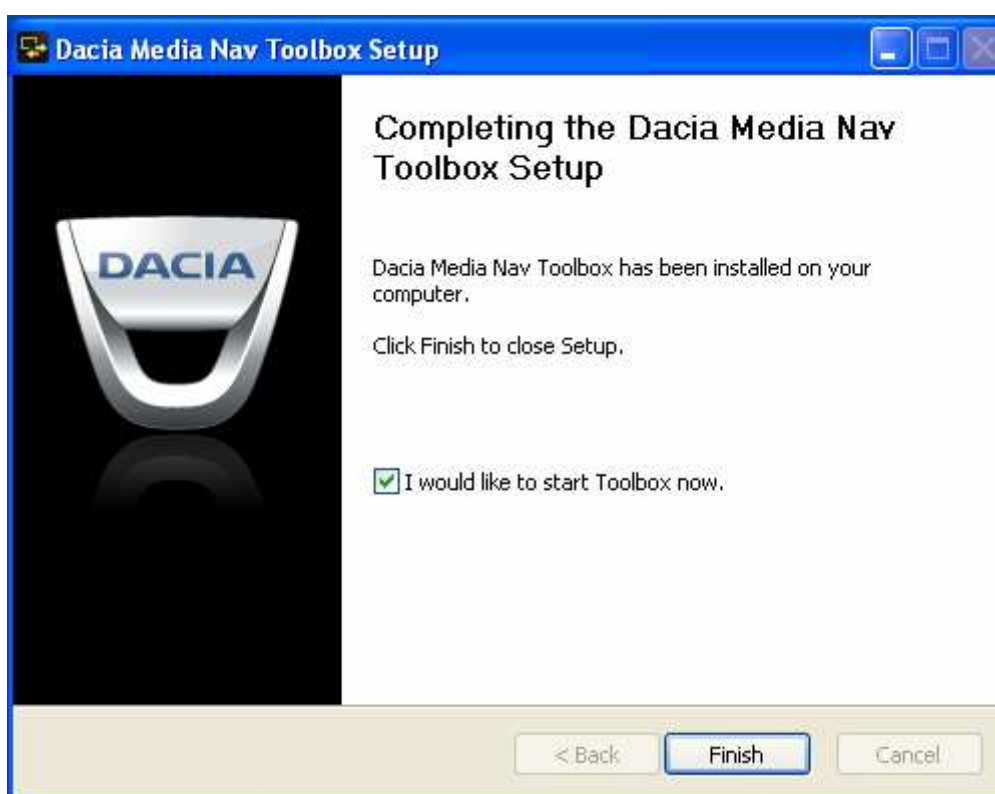 Dacia Media Nav Toolbox Setup
Completing the Dacia Media Nav
Toolbox Setup
DACIA
Dacia Media Nav Toolbox has been installed on your
computer.
Click Finish to close Setup.
I would like to start Toolbox now.
< Back
Finish
Cancel